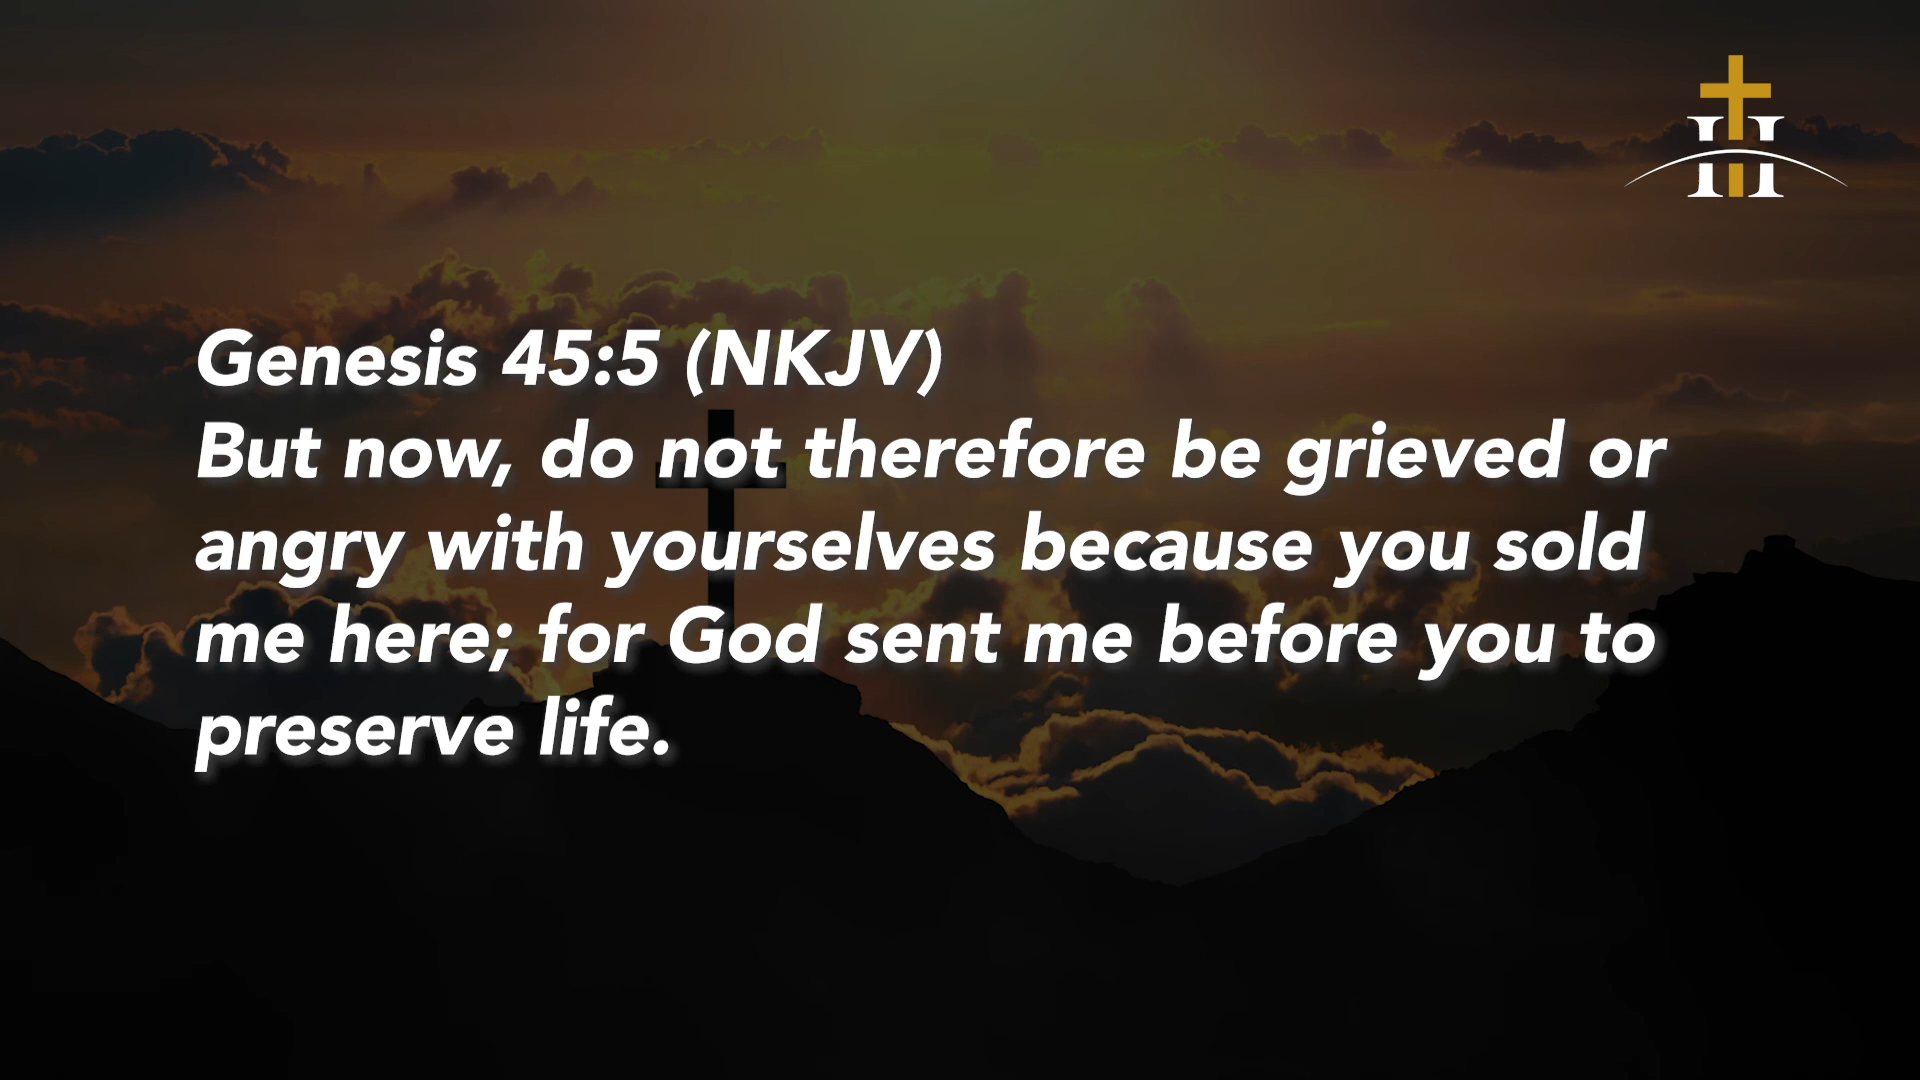 Genesis 45:5 (NKJV)
But now, do not therefore be grieved or
angry with yourselves because you sold
me here; for God sent me before you to
preserve life.